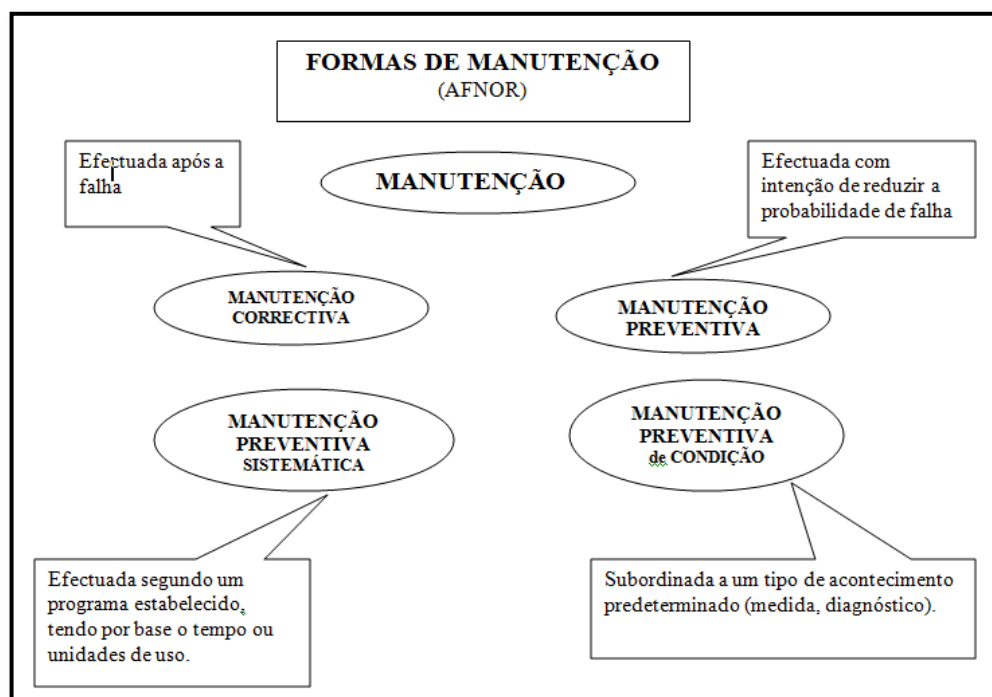 FORMAS DE MANUTENÇÃO
(AFNOR)
Efectuada após a
falha
MANUTENÇÃO
Efectuada com
intenção de reduzir a
probabilidade de falha
MANUTENÇÃO
CORRECTIVA
MANUTENÇÃO
PREVENTIVA
MANUTENÇÃO
PREVENTIVA
SISTEMÁTICA
MANUTENÇÃO
PREVENTIVA
de CONDIÇÃO
Efectuada segundo um
programa estabelecido,
tendo por base o tempo ou
unidades de uso.
Subordinada a um tipo de acontecimento
predeterminado (medida, diagnóstico).